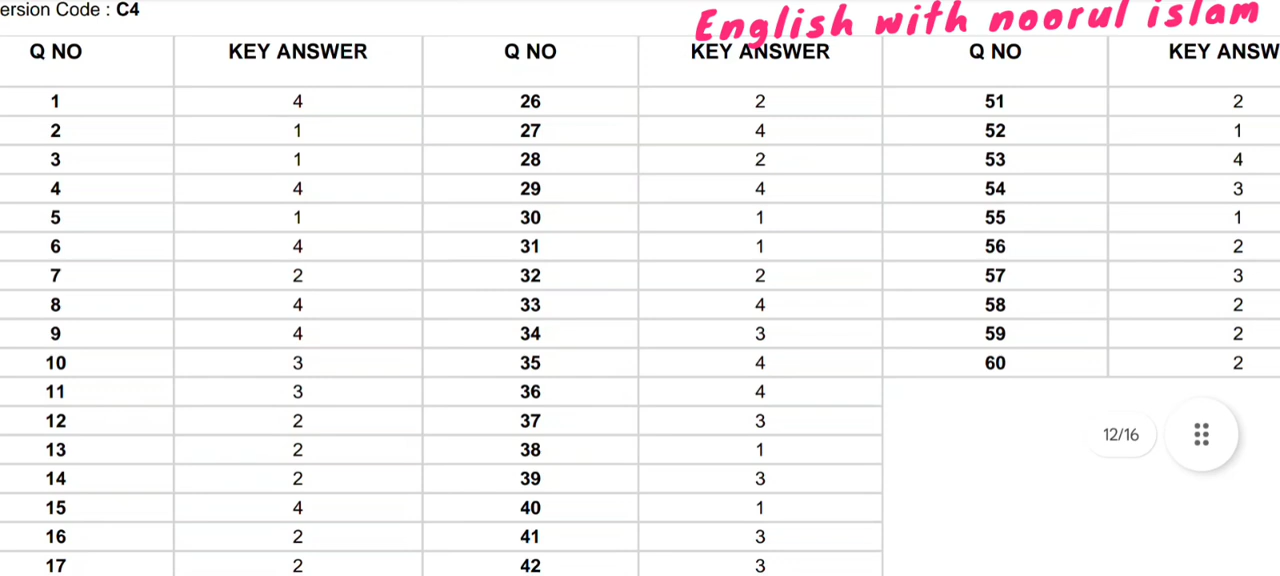 ersion Code : C4
English with noorul islam
Q NO KEY ANSWER Q NO KEY ANSWER Q NO KEY ANSW
1 4 26 2 51 2
2 1 27 4 52 1
3 1 28 2 53 4
4 4 29 4 54 3
5 1 30 1 55 1
6 4 31 1 56 2
7 2 32 2 57 3
8 4 33 4 58 2
9 4 34 3 59 2
10 3 35 4 60 2
11 3 36 4
12 2 37 3
13 2 38 1
14 2 39 3
15 4 40 1
16 2 41 3
17 2 42 3
12/16